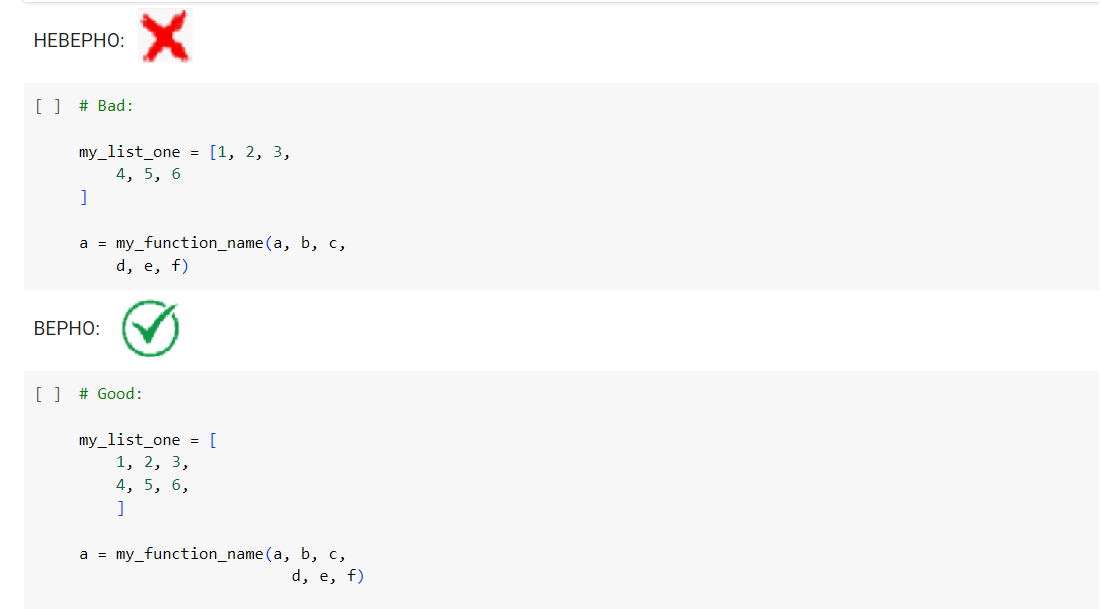 НЕВЕРНО:
[ ] # Bad:
my_list_one = [1, 2, 3,
    4, 5, 6
]
a = my_function_name(a, b, c,
    d, e, f)
ВЕРНО:
[ ] # Good:
my_list_one = [
    1, 2, 3,
    4, 5, 6,
    ]
a = my_function_name(a, b, c,
                       d, e, f)